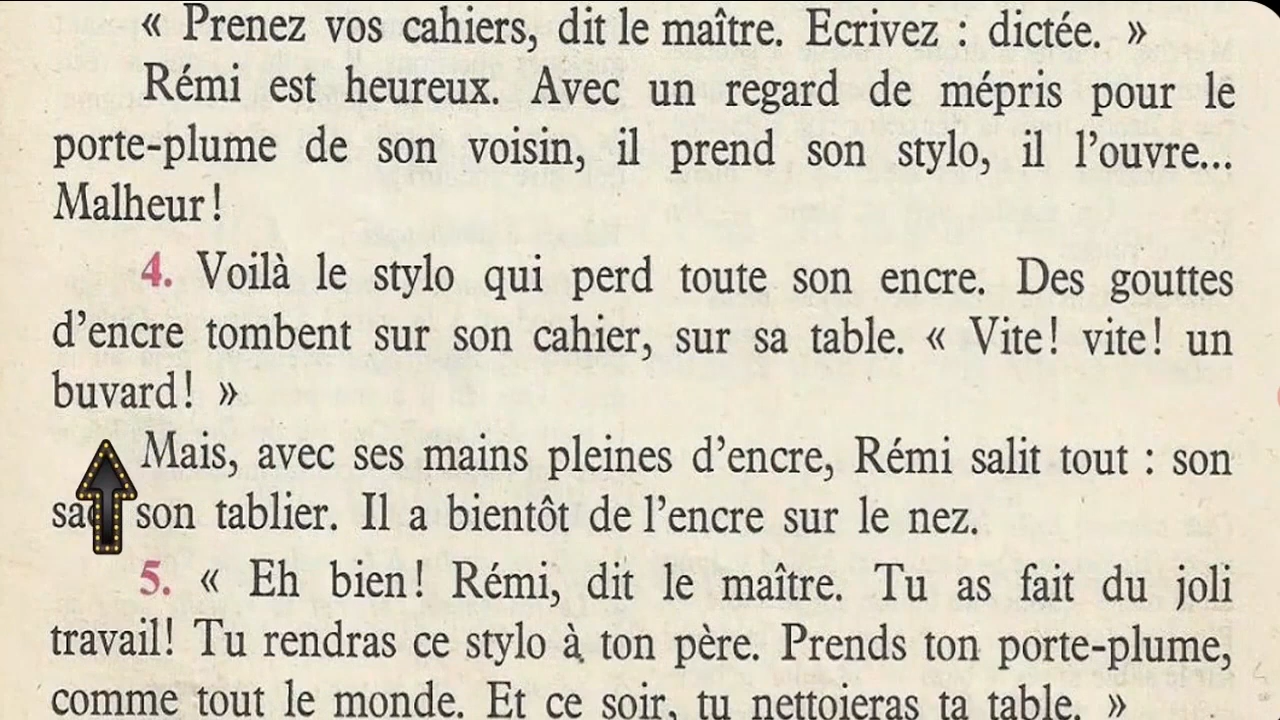 « Prenez vos cahiers, dit le maître. Ecrivez : dictée. »
Rémi est heureux. Avec un regard de mépris pour le
porte-plume de son voisin, il prend son stylo, il l'ouvre...
Malheur!
4. Voilà le stylo qui perd toute son encre. Des gouttes
d'encre tombent sur son cahier, sur sa table. « Vite! vite! un
buvard! »
Mais, avec ses mains pleines d'encre, Rémi salit tout : son
son tablier. Il a bientôt de l'encre sur le nez.
5. « Eh bien! Rémi, dit le maître. Tu as fait du joli
travail! Tu rendras ce stylo à ton père. Prends ton porte-plume,
comme tout le monde. Et ce soir, tu nettoieras ta table. »